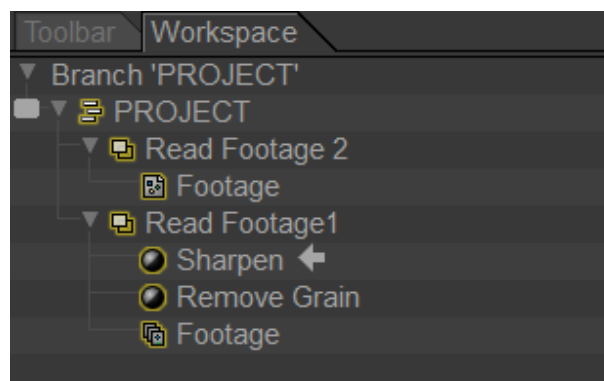 Toolbar Workspace
Branch 'PROJECT'
PROJECT
Read Footage 2
Footage
Read Footage1
Sharpen
Remove Grain
Footage